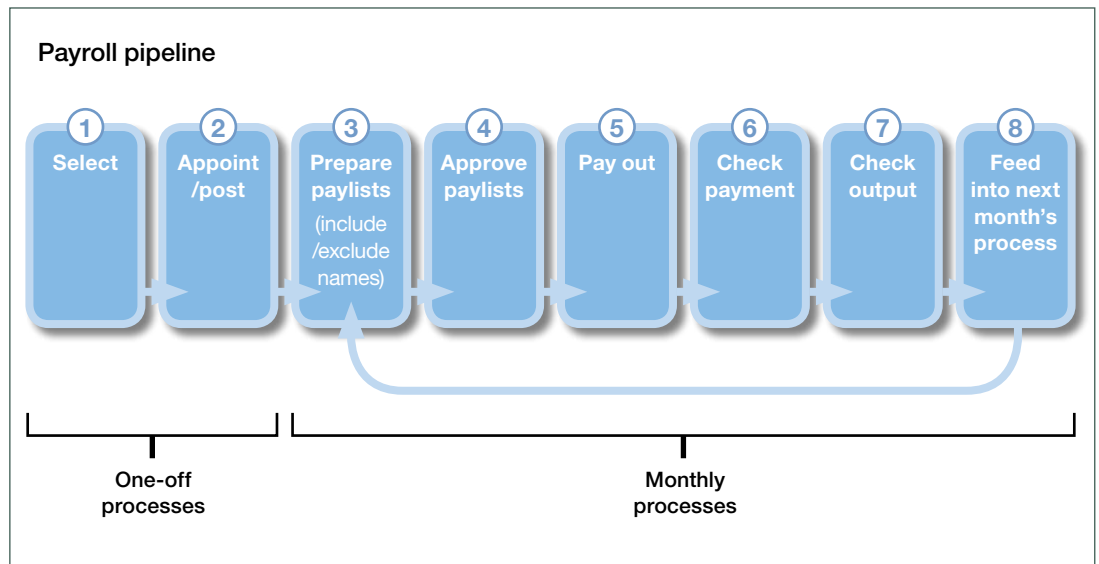 Payroll pipeline
1
Select
2
Appoint
/post
3
Prepare
paylists
(include
/exclude
names)
4
Approve
paylists
5
Pay out
6
Check
payment
7
Check
output
8
Feed
into next
month's
process
One-off
processes
Monthly
processes